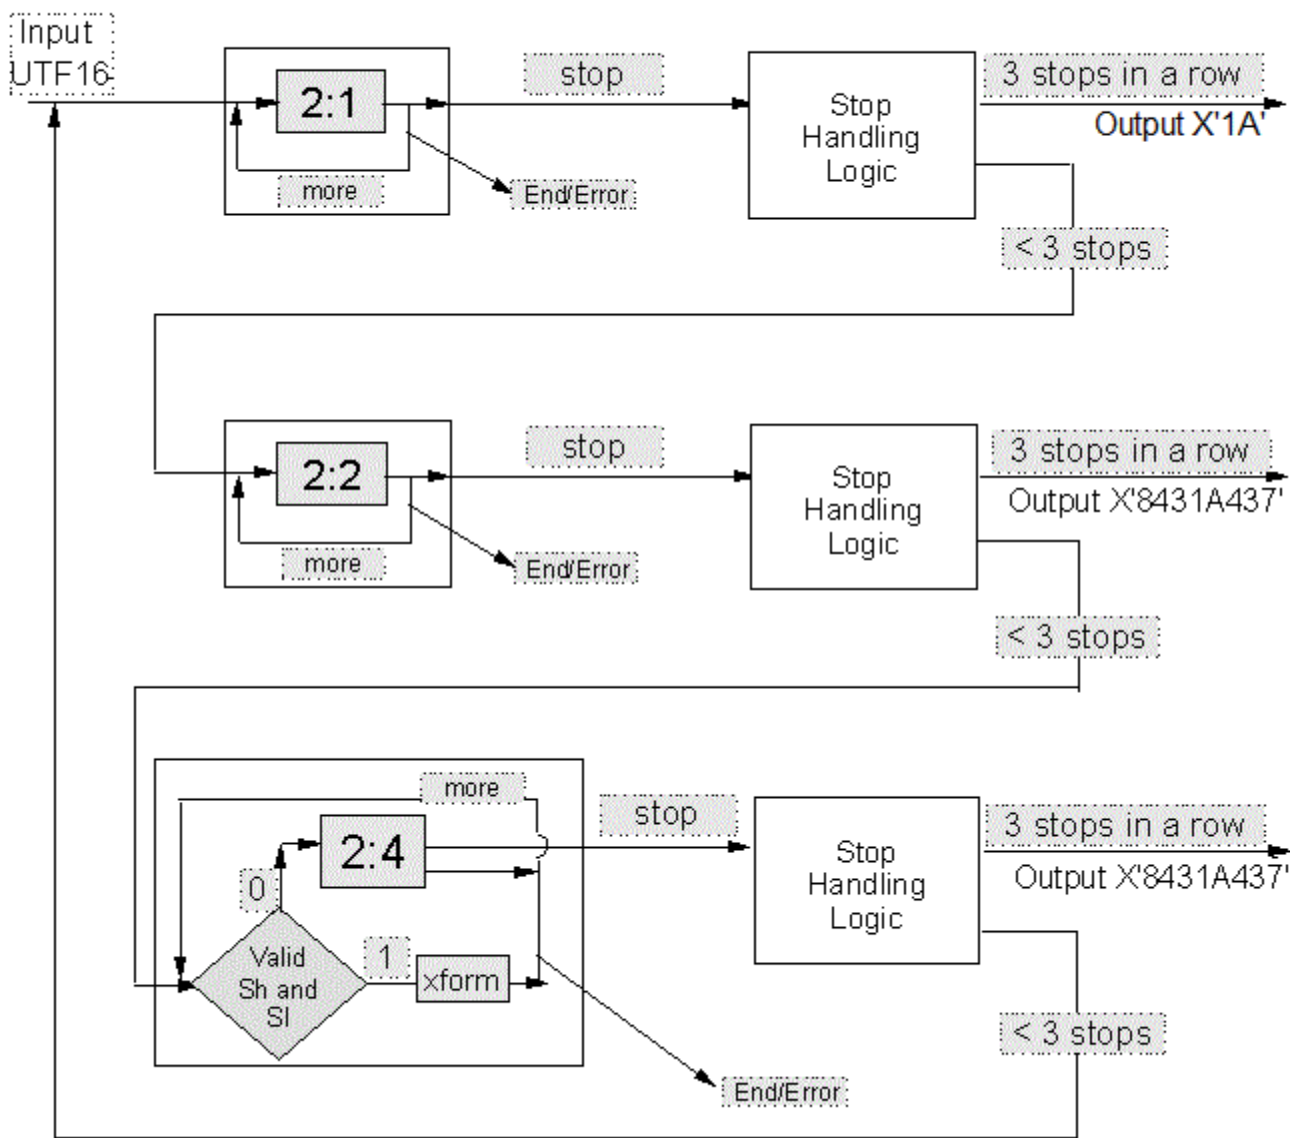 Input
UTF16
2:1
more
End/Error
stop
Stop
Handling
Logic
3 stops in a row
Output X'1A'
< 3 stops
2:2
more
End/Error
stop
Stop
Handling
Logic
3 stops in a row
Output X'8431A437'
< 3 stops
more
2:4
0
Valid
Sh and
Sl
1
xform
End/Error
stop
Stop
Handling
Logic
3 stops in a row
Output X'8431A437'
< 3 stops